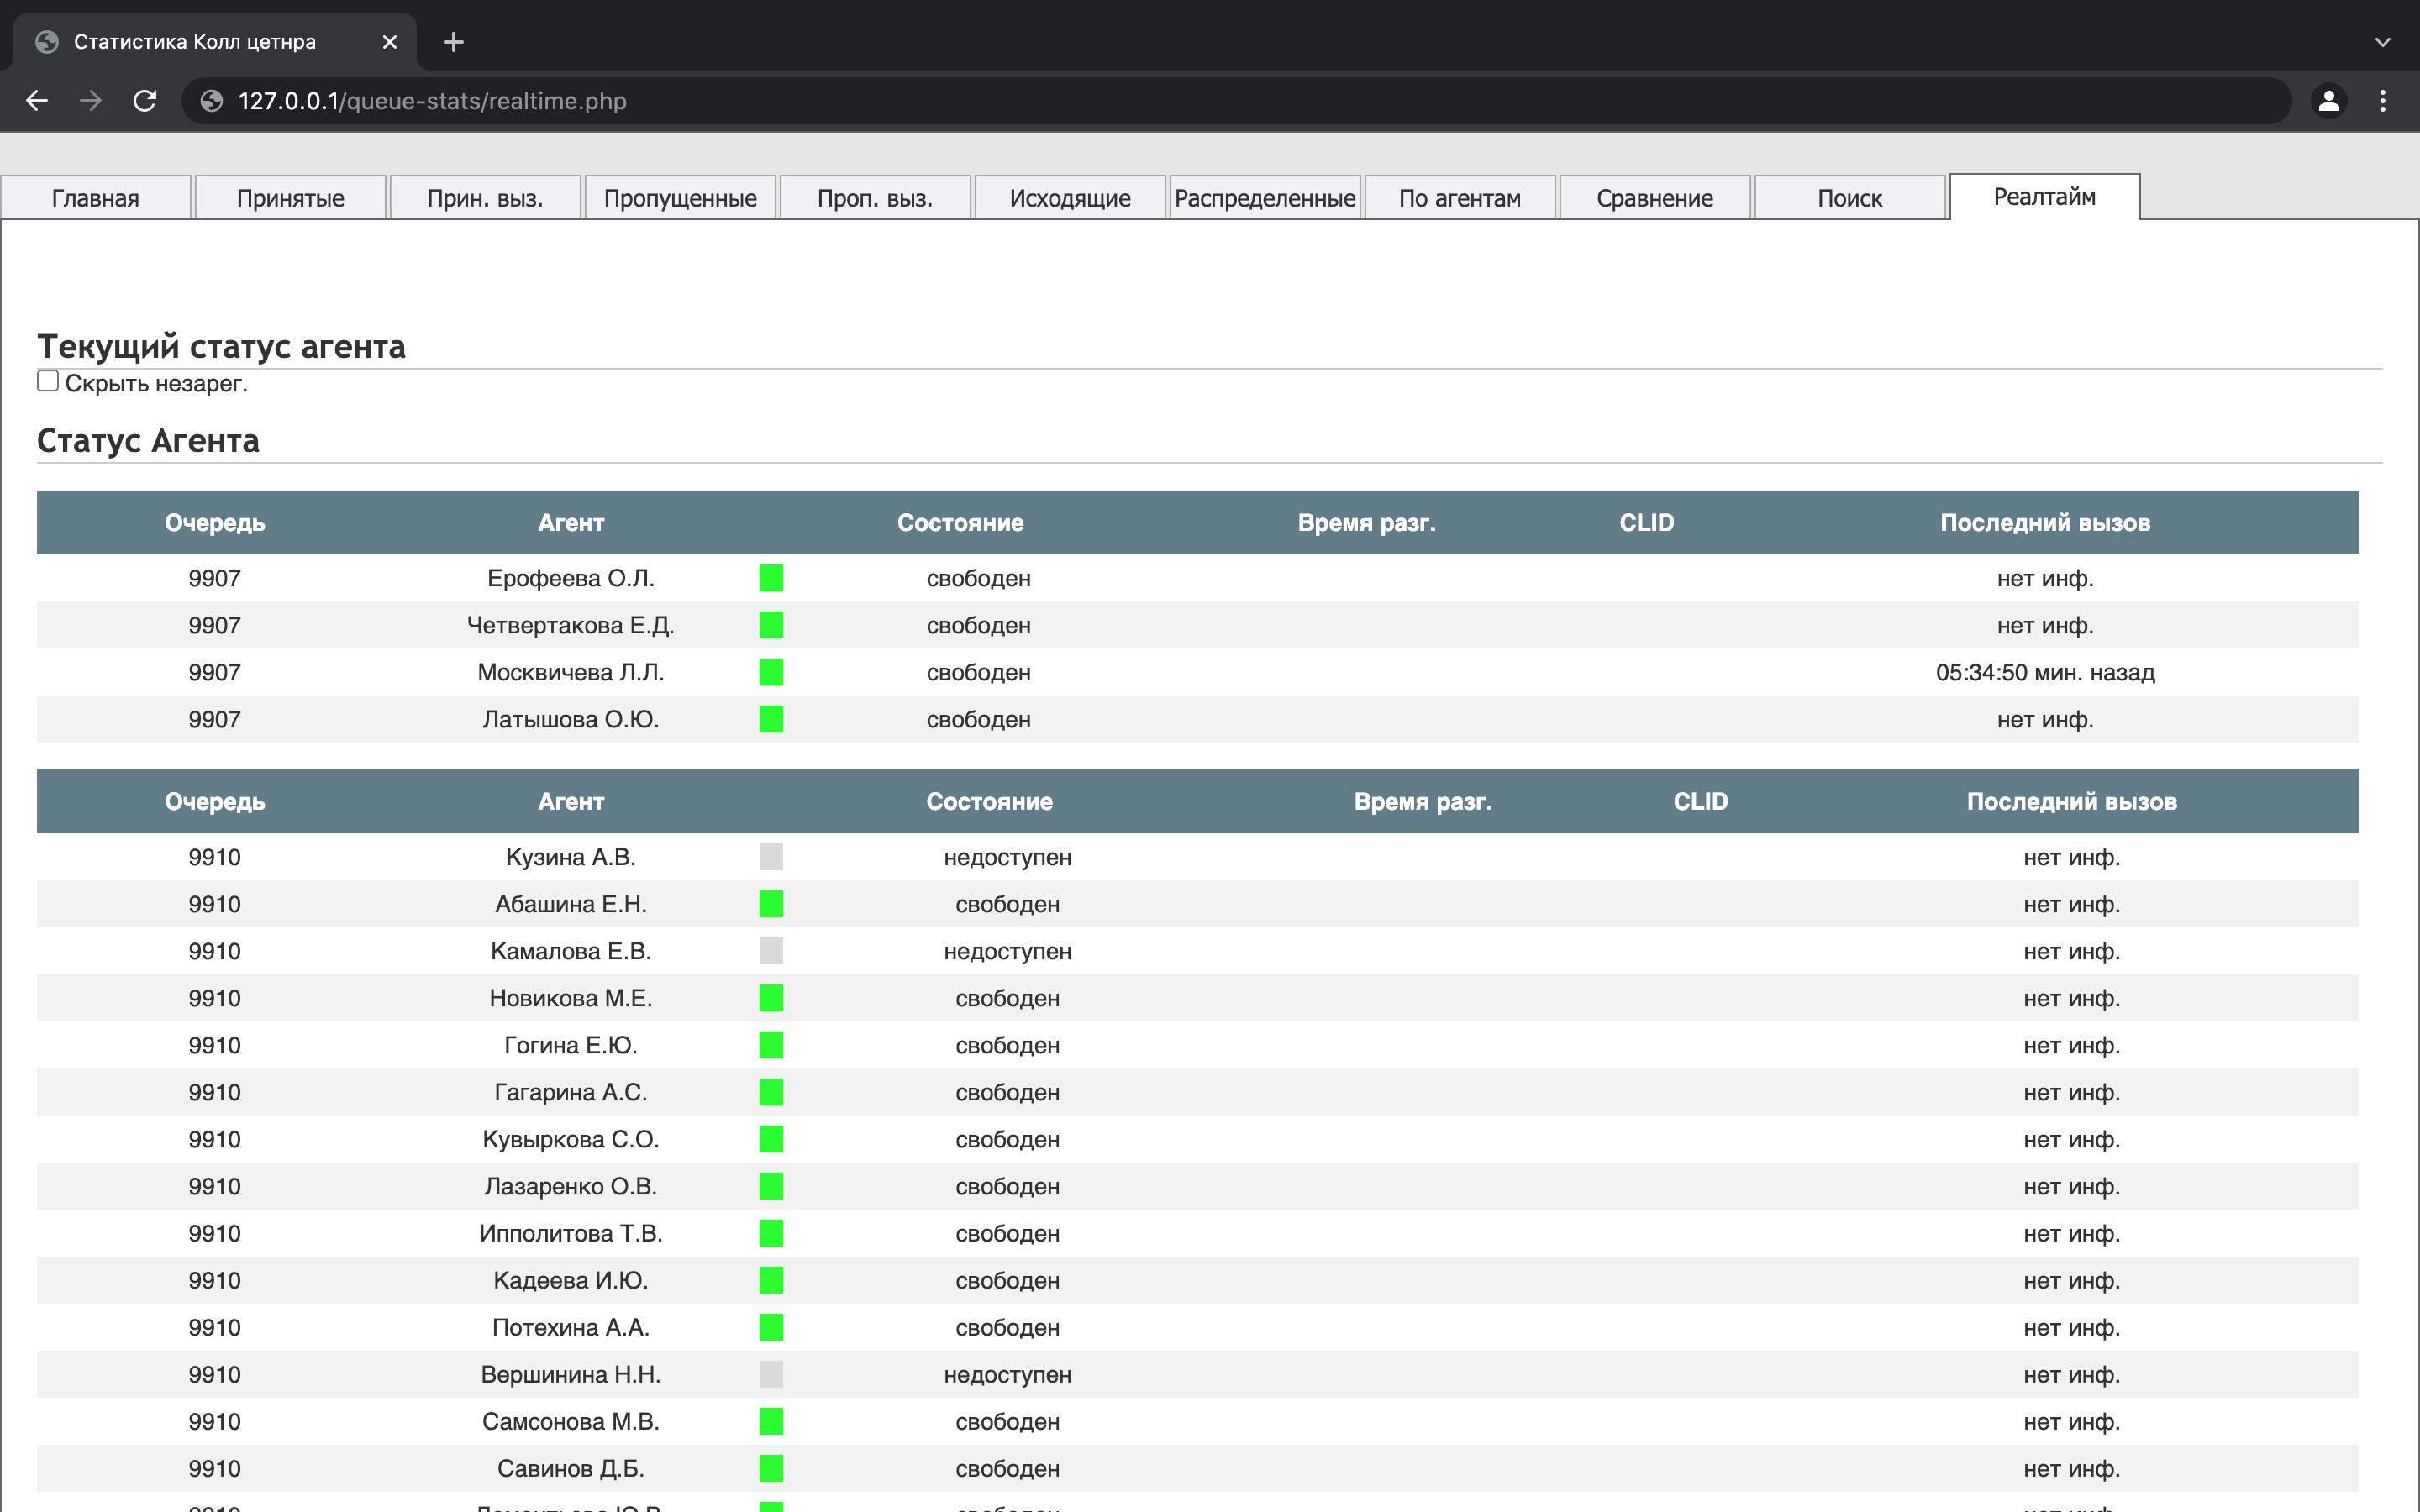 Статистика Колл цетнра
127.0.0.1/queue-stats/realtime.php
Главная Принятые Прин. выз. Пропущенные Проп. выз. Исходящие Распределенные По агентам Сравнение Поиск Реалтайм
Текущий статус агента
Скрыть незарег.
Статус Агента
Очередь Агент Состояние Время разг. CLID Последний вызов
9907 Ерофеева О.Л. свободен нет инф.
9907 Четвертакова Е.Д. свободен нет инф.
9907 Москвичева Л.Л. свободен 05:34:50 мин. назад
9907 Латышова О.Ю. свободен нет инф.
Очередь Агент Состояние Время разг. CLID Последний вызов
9910 Кузина А.В. недоступен нет инф.
9910 Абашина Е.Н. свободен нет инф.
9910 Камалова Е.В. недоступен нет инф.
9910 Новикова М.Е. свободен нет инф.
9910 Гогина Е.Ю. свободен нет инф.
9910 Гагарина А.С. свободен нет инф.
9910 Кувыркова С.О. свободен нет инф.
9910 Лазаренко О.В. свободен нет инф.
9910 Ипполитова Т.В. свободен нет инф.
9910 Кадеева И.Ю. свободен нет инф.
9910 Потехина А.А. свободен нет инф.
9910 Вершинина Н.Н. недоступен нет инф.
9910 Самсонова М.В. свободен нет инф.
9910 Савинов Д.Б. свободен нет инф.